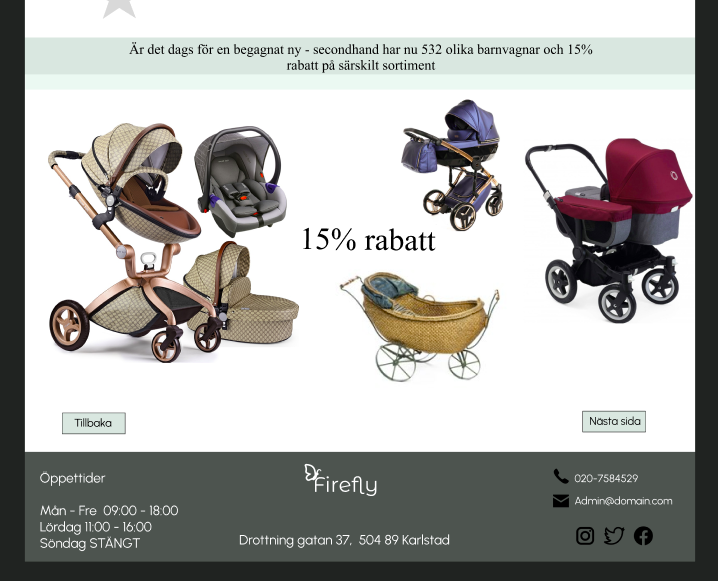 Är det dags för en begagnat ny - secondhand har nu 532 olika barnvagnar och 15%
rabatt på särskilt sortiment
15% rabatt
Tillbaka
Nästa sida
Öppettider
Mån - Fre 09:00 - 18:00
Lördag 11:00 - 16:00
Söndag STÄNGT
Firefly
Drottning gatan 37, 504 89 Karlstad
020-7584529
Admin@domain.com